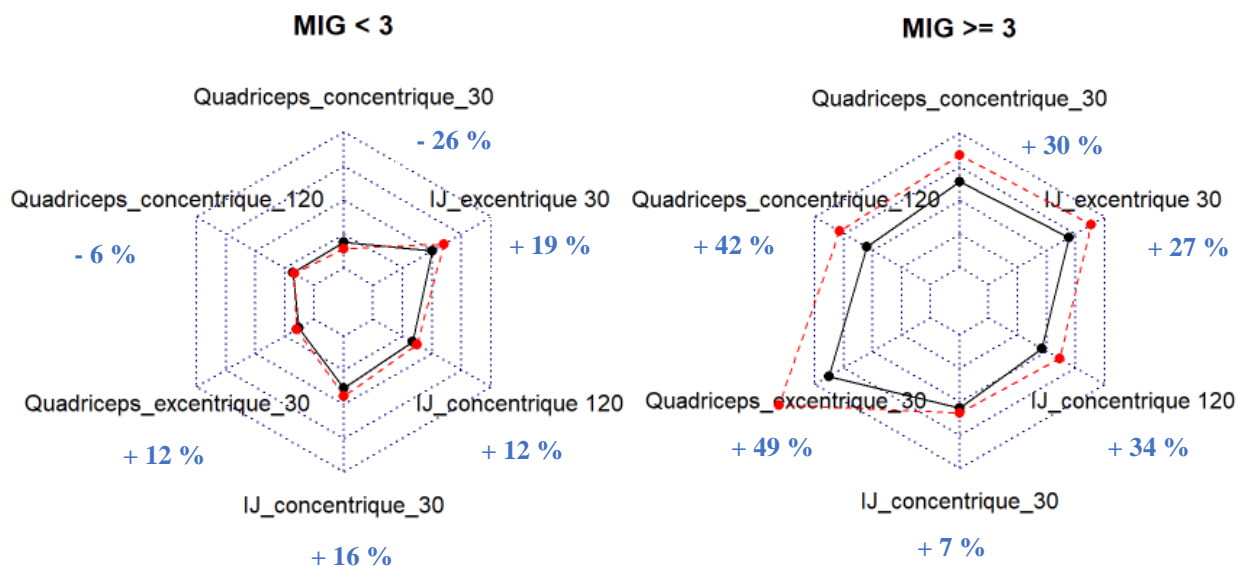 MIG < 3
Quadriceps_concentrique_30
- 26 %
Quadriceps_concentrique_120
IJ_excentrique 30
- 6 %
+ 19 %
Quadriceps_excentrique_30
IJ_concentrique 120
+ 12 %
+ 12 %
IJ_concentrique_30
+ 16 %
MIG >= 3
Quadriceps_concentrique_30
+ 30 %
Quadriceps_concentrique_120
IJ_excentrique 30
+ 42 %
+ 27 %
Quadriceps_excentrique_30
IJ_concentrique 120
+ 49 %
+ 34 %
IJ_concentrique_30
+ 7 %